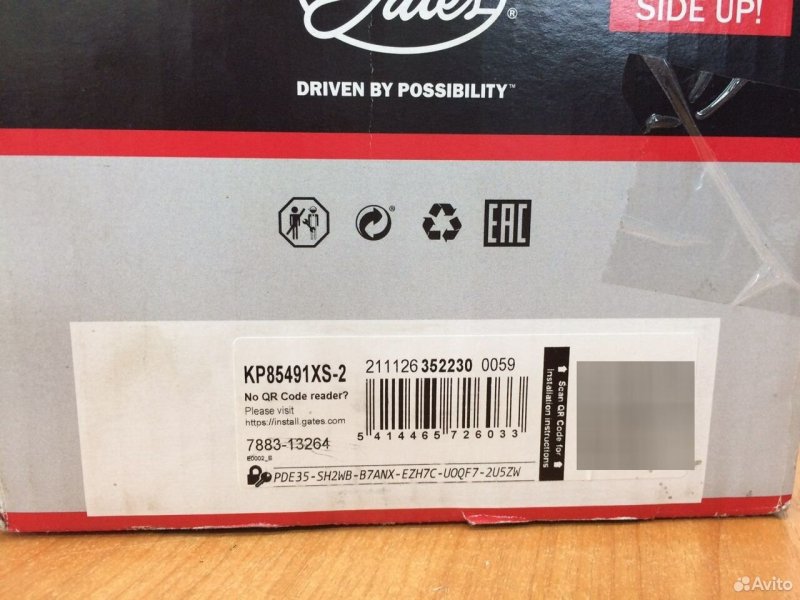 Gates®
SIDE UP!
DRIVEN BY POSSIBILITY™
®
EAC
KP85491XS-2
211126 352230 0059
No QR Code reader?
Please visit
https://install.gates.com
7883-13264
E0002_B
5 414465 726033
PDE35-SH2WB-B7ANX-EZH7C-UOQF7-2U5ZW
Scan QR Code for
installation instructions
Avito